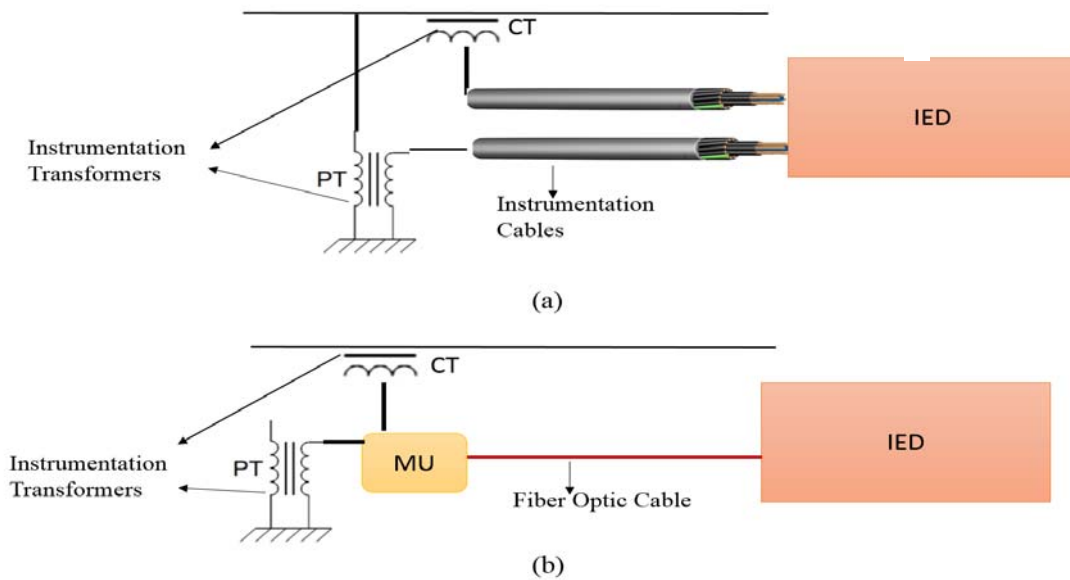 CT
IED
Instrumentation
Transformers
PT
Instrumentation
Cables
(a)
CT
IED
MU
PT
Instrumentation
Transformers
Fiber Optic Cable
(b)